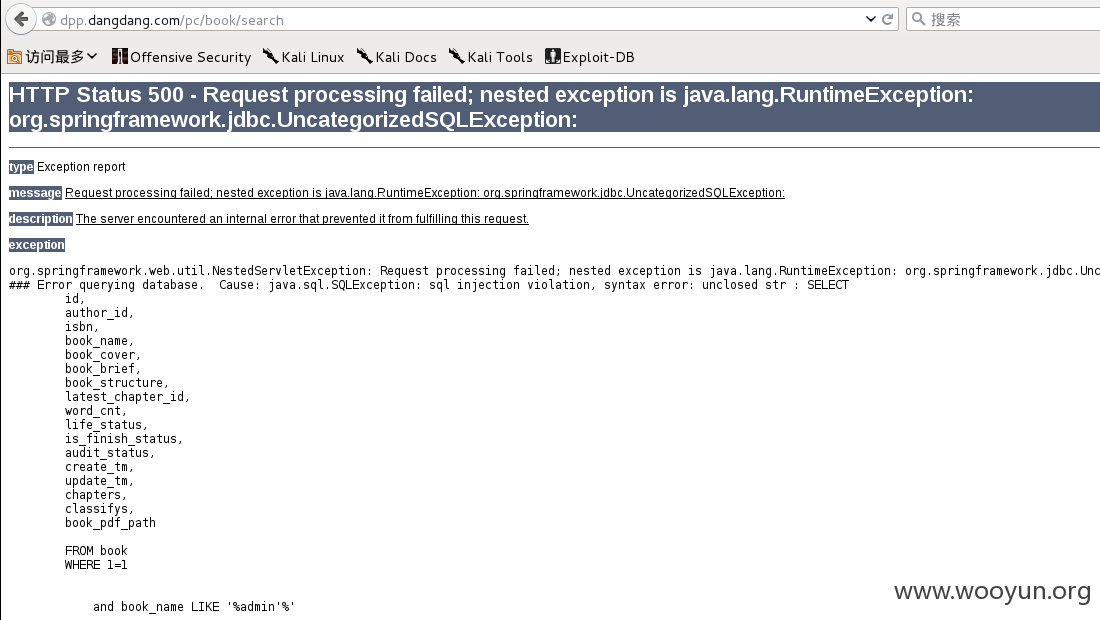 dpp.dangdang.com/pc/book/search
搜索
访问最多 Offensive Security Kali Linux Kali Docs Kali Tools Exploit-DB
HTTP Status 500 - Request processing failed; nested exception is java.lang.RuntimeException:
org.springframework.jdbc.UncategorizedSQLException:
type Exception report
message Request processing failed; nested exception is java.lang.RuntimeException: org.springframework.jdbc.UncategorizedSQLException:
description The server encountered an internal error that prevented it from fulfilling this request.
exception
org.springframework.web.util.NestedServletException: Request processing failed; nested exception is java.lang.RuntimeException: org.springframework.jdbc.Unc
### Error querying database.  Cause: java.sql.SQLException: sql injection violation, syntax error: unclosed str : SELECT
id,
author_id,
isbn,
book_name,
book_cover,
book_brief,
book_structure,
latest_chapter_id,
word_cnt,
life_status,
is_finish_status,
audit_status,
create_tm,
update_tm,
chapters,
classifys,
book_pdf_path
FROM book
WHERE 1=1
and book_name LIKE '%admin'%'
www.wooyun.org